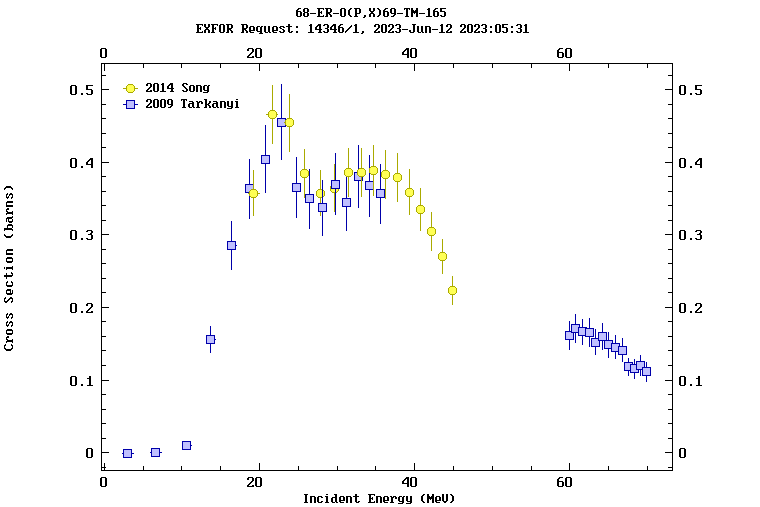 68-ER-0(P,X)69-TM-165
EXFOR Request: 14346/1, 2023-Jun-12 2023:05:31
0 20 40 60
2014 Song
2009 Tarkanyi
0.5 0.5
0.4 0.4
0.3 0.3
0.2 0.2
0.1 0.1
0 0
Cross Section (barns)
0 20 40 60
Incident Energy (MeV)